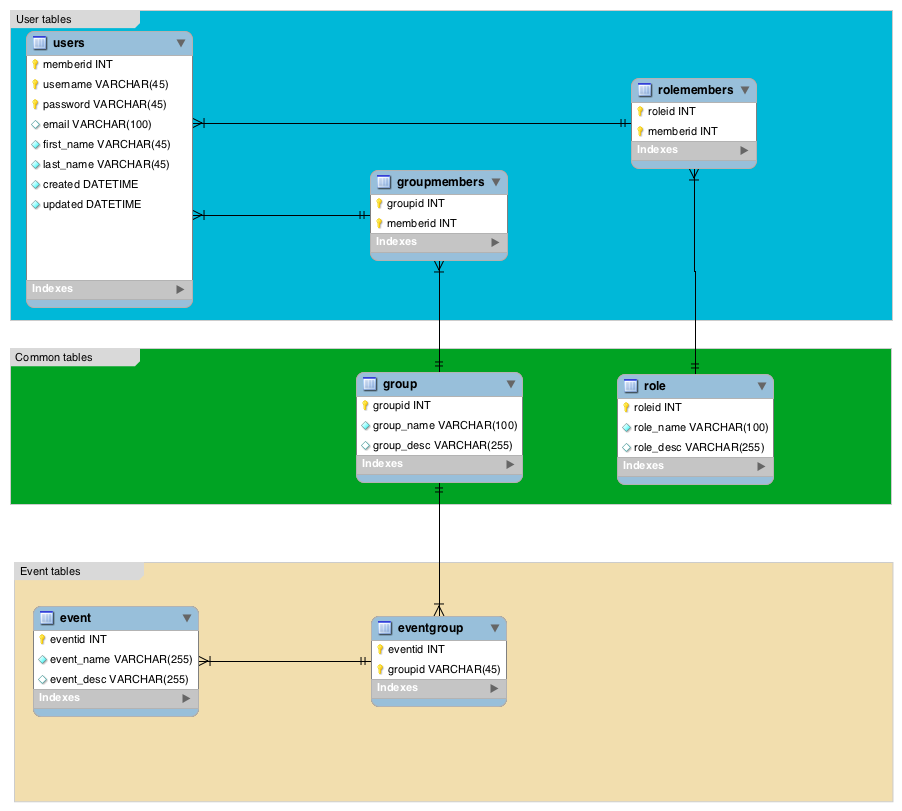 User tables
users
memberid INT
username VARCHAR(45)
password VARCHAR(45)
email VARCHAR(100)
first_name VARCHAR(45)
last_name VARCHAR(45)
created DATETIME
updated DATETIME
Indexes
rolemembers
roleid INT
memberid INT
Indexes
groupmembers
groupid INT
memberid INT
Indexes
Common tables
group
groupid INT
group_name VARCHAR(100)
group_desc VARCHAR(255)
Indexes
role
roleid INT
role_name VARCHAR(100)
role_desc VARCHAR(255)
Indexes
Event tables
event
eventid INT
event_name VARCHAR(255)
event_desc VARCHAR(255)
Indexes
eventgroup
eventid INT
groupid VARCHAR(45)
Indexes